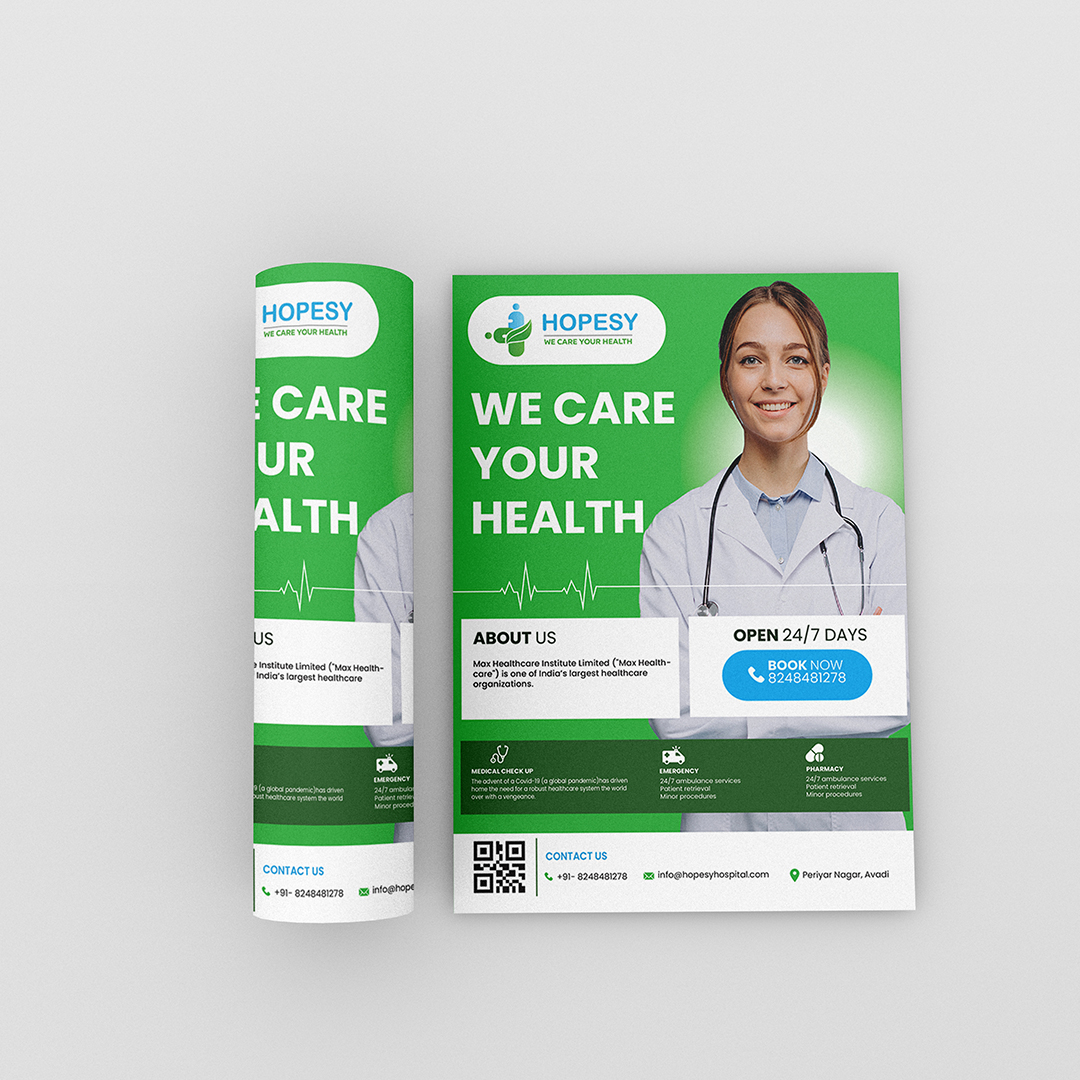 HOPESY
WE CARE YOUR HEALTH
E CARE
UR
ALTH
US
e Institute Limited ("Max Health-
India's largest healthcare
EMERGENCY
19 (a global pandemic)has driven
bust healthcare system the world
24/7 ambulan
Patient retrieva
Minor procedu
CONTACT US
+91- 8248481278
info@hope
HOPESY
WE CARE YOUR HEALTH
WE CARE
YOUR
HEALTH
ABOUT US
Max Healthcare Institute Limited ("Max Health-
care") is one of India's largest healthcare
organizations.
OPEN 24/7 DAYS
BOOK NOW
8248481278
MEDICAL CHECK UP
The advent of a Covid-19 (a global pandemic)has driven
home the need for a robust healthcare system the world
over with a vengeance.
EMERGENCY
24/7 ambulance services
Patient retrieval
Minor procedures
PHARMACY
24/7 ambulance services
Patient retrieval
Minor procedures
CONTACT US
+91- 8248481278
info@hopesyhospital.com
Periyar Nagar, Avadi